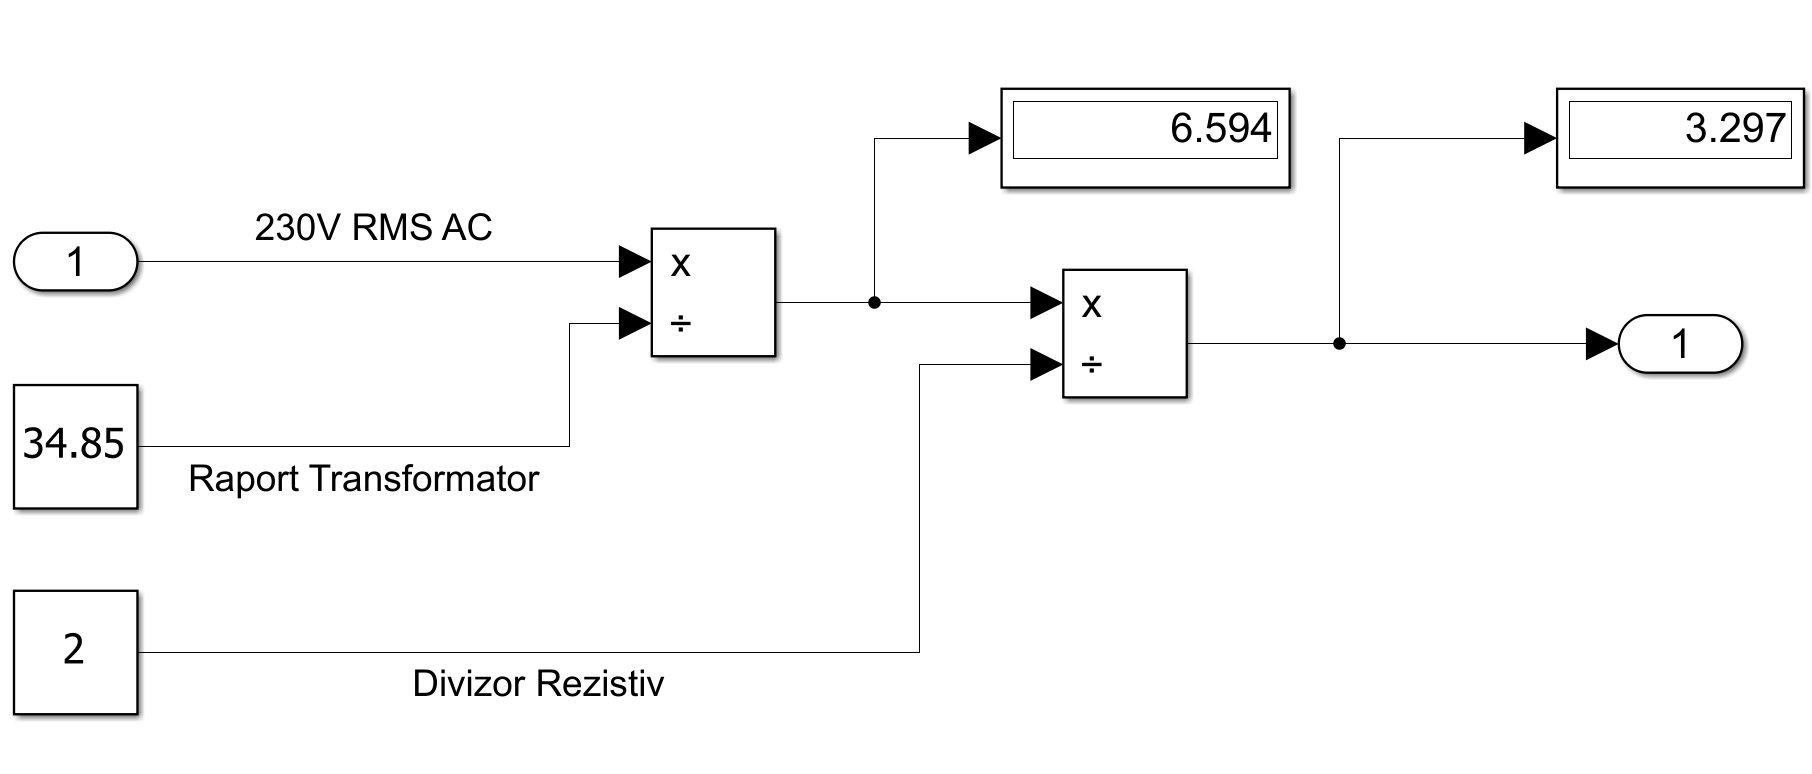 6.594
3.297
230V RMS AC
1
x
÷
x
÷
1
34.85
Raport Transformator
2
Divizor Rezistiv